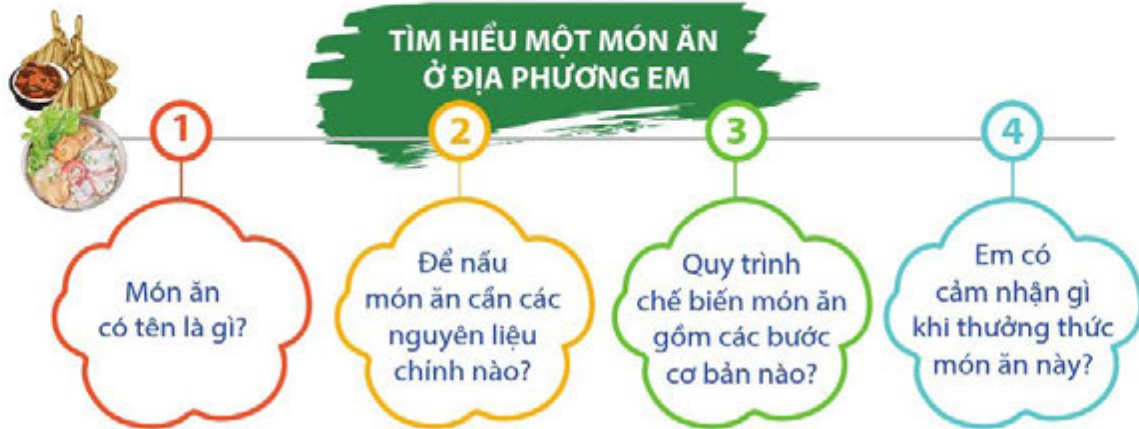 TÌM HIỂU MỘT MÓN ĂN
Ở ĐỊA PHƯƠNG EM
1
Món ăn
có tên là gì?
2
Để nấu
món ăn cần các
nguyên liệu
chính nào?
3
Quy trình
chế biến món ăn
gồm các bước
cơ bản nào?
4
Em có
cảm nhận gì
khi thưởng thức
món ăn này?